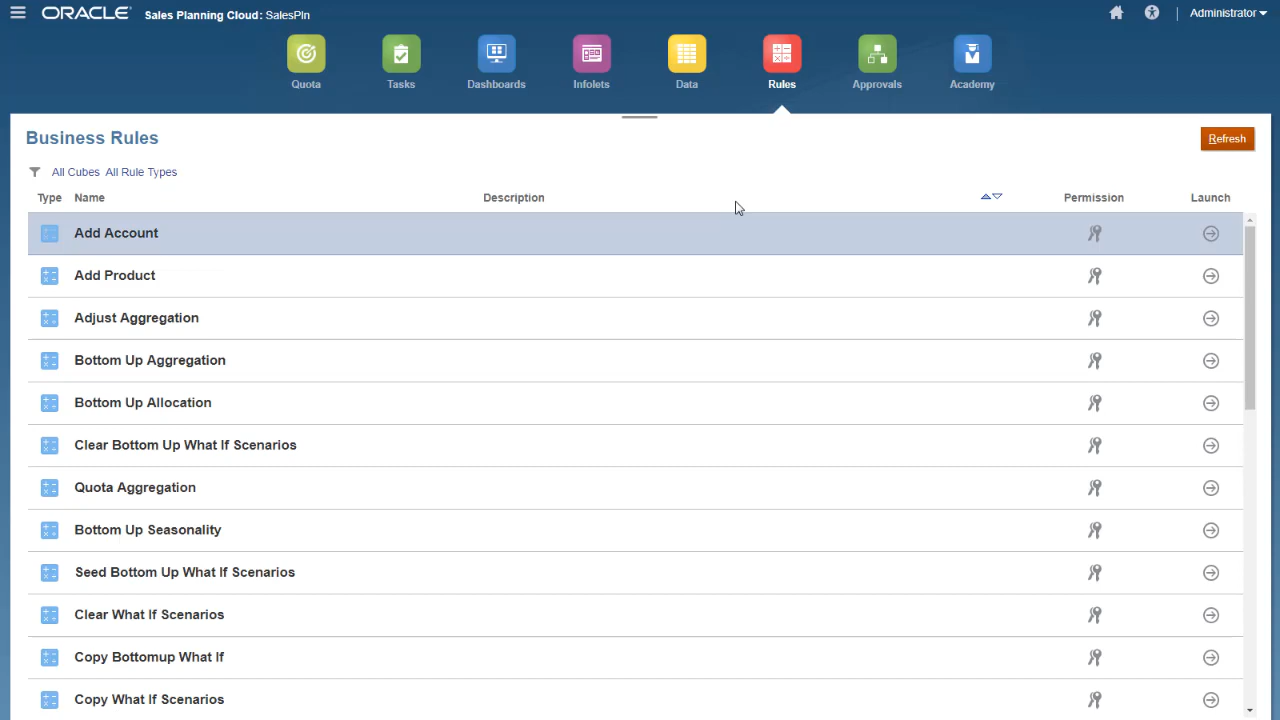 ORACLE Sales Planning Cloud: SalesPln Administrator
Quota Tasks Dashboards Infolets Data Rules Approvals Academy
Business Rules
Refresh
All Cubes All Rule Types
Type Name Description Permission Launch
Add Account
Add Product
Adjust Aggregation
Bottom Up Aggregation
Bottom Up Allocation
Clear Bottom Up What If Scenarios
Quota Aggregation
Bottom Up Seasonality
Seed Bottom Up What If Scenarios
Clear What If Scenarios
Copy Bottomup What If
Copy What If Scenarios